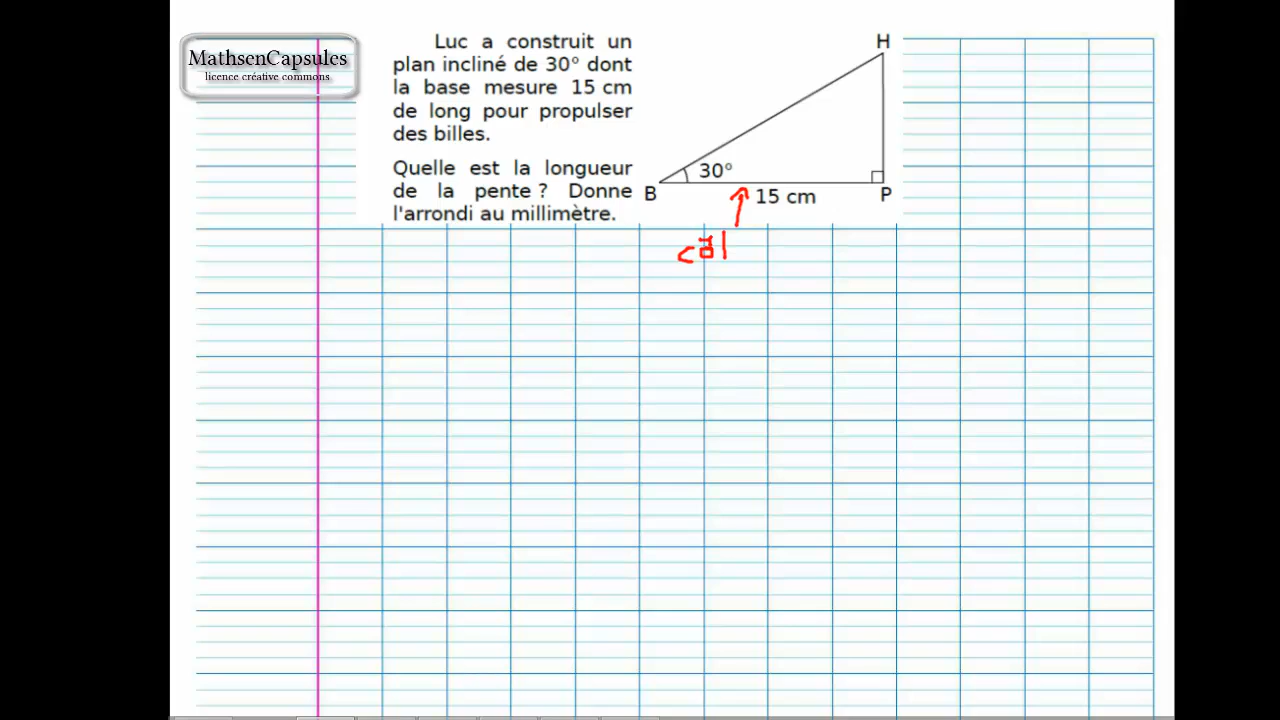 MathsenCapsules
licence créative commons
Luc a construit un
plan incliné de 30° dont
la base mesure 15 cm
de long pour propulser
des billes.
Quelle est la longueur
de la pente ? Donne
l'arrondi au millimètre.
H
30°
B
15 cm
P